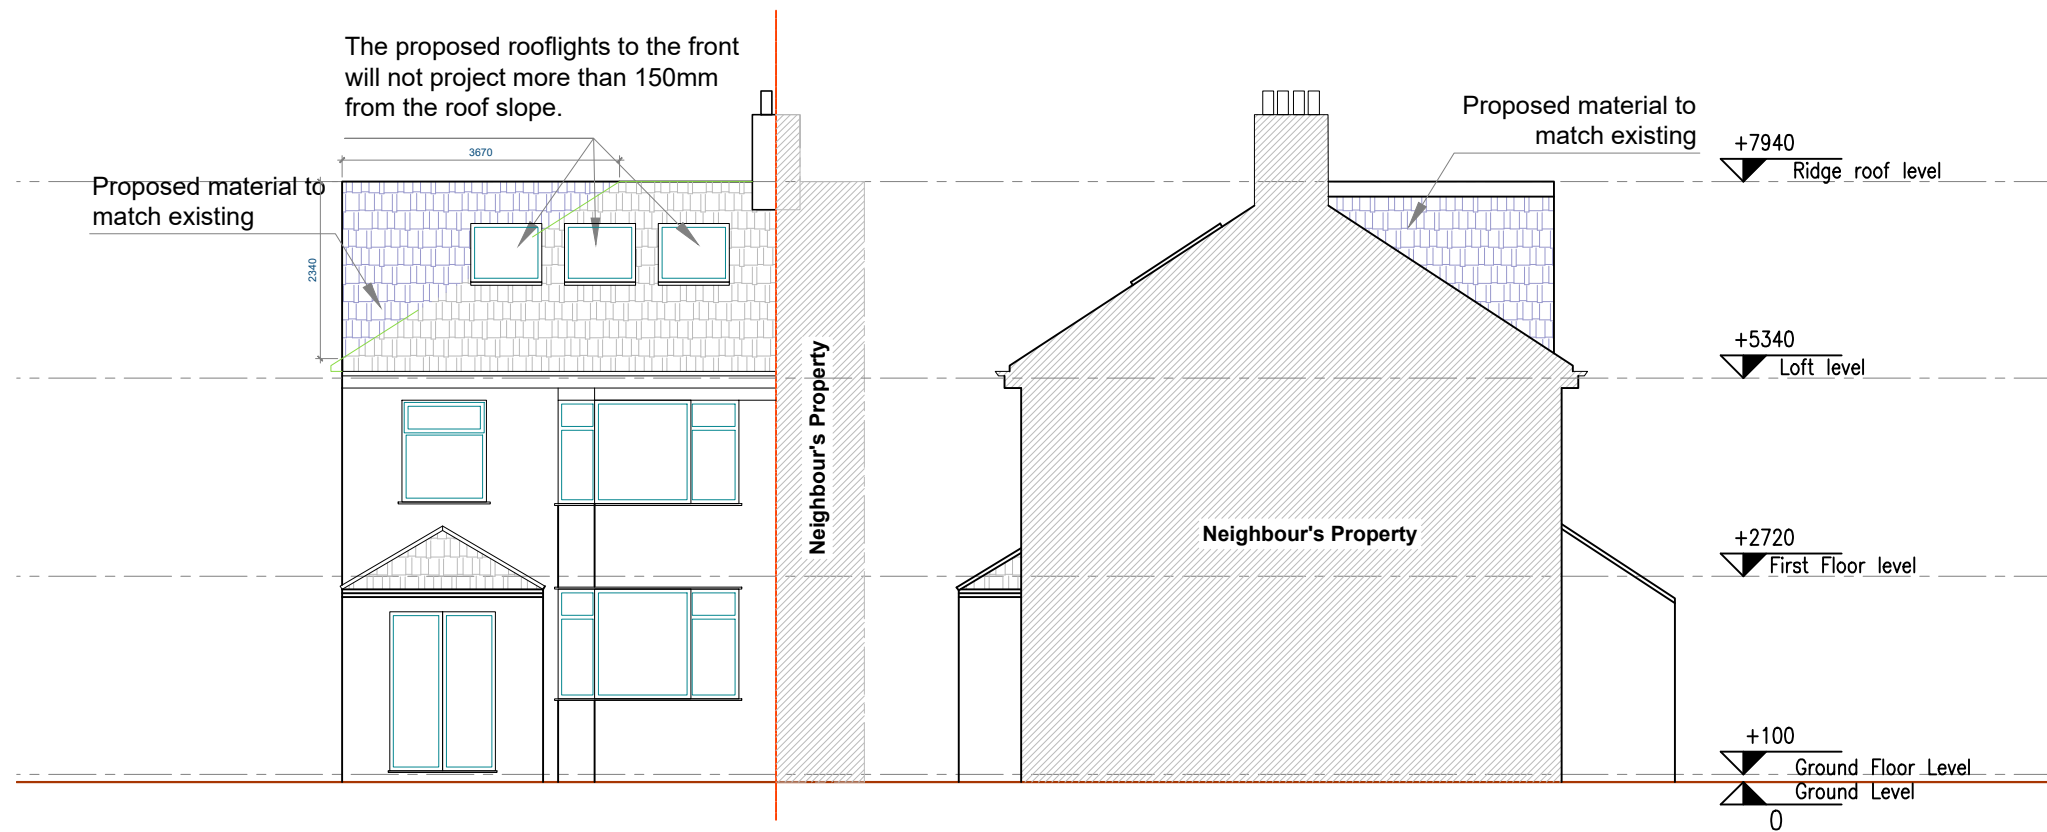 The proposed rooflights to the front
will not project more than 150mm
from the roof slope.
3670
Proposed material to
match existing
2340
Neighbour's Property
Proposed material to
match existing
Neighbour's Property
+7940
Ridge roof level
+5340
Loft level
+2720
First Floor level
+100
Ground Floor Level
Ground Level
0